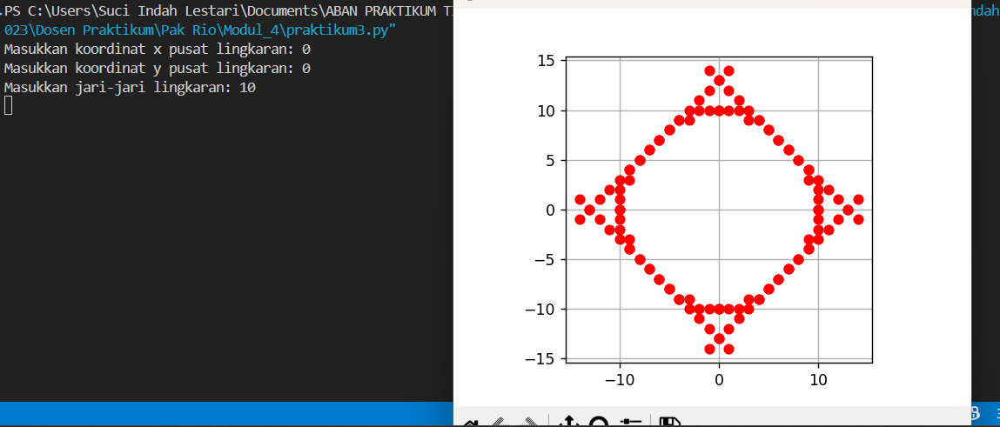 PS C:\Users\Suci Indah Lestari\Documents\ABAN PRAKTIKUM
023\Dosen Praktikum\Pak Rio\Modul_4\praktikum3.py"
Masukkan koordinat x pusat lingkaran: 0
Masukkan koordinat y pusat lingkaran: 0
Masukkan jari-jari lingkaran: 10
ndah
15
10
5
0
−5
−10
−15
−10 0 10